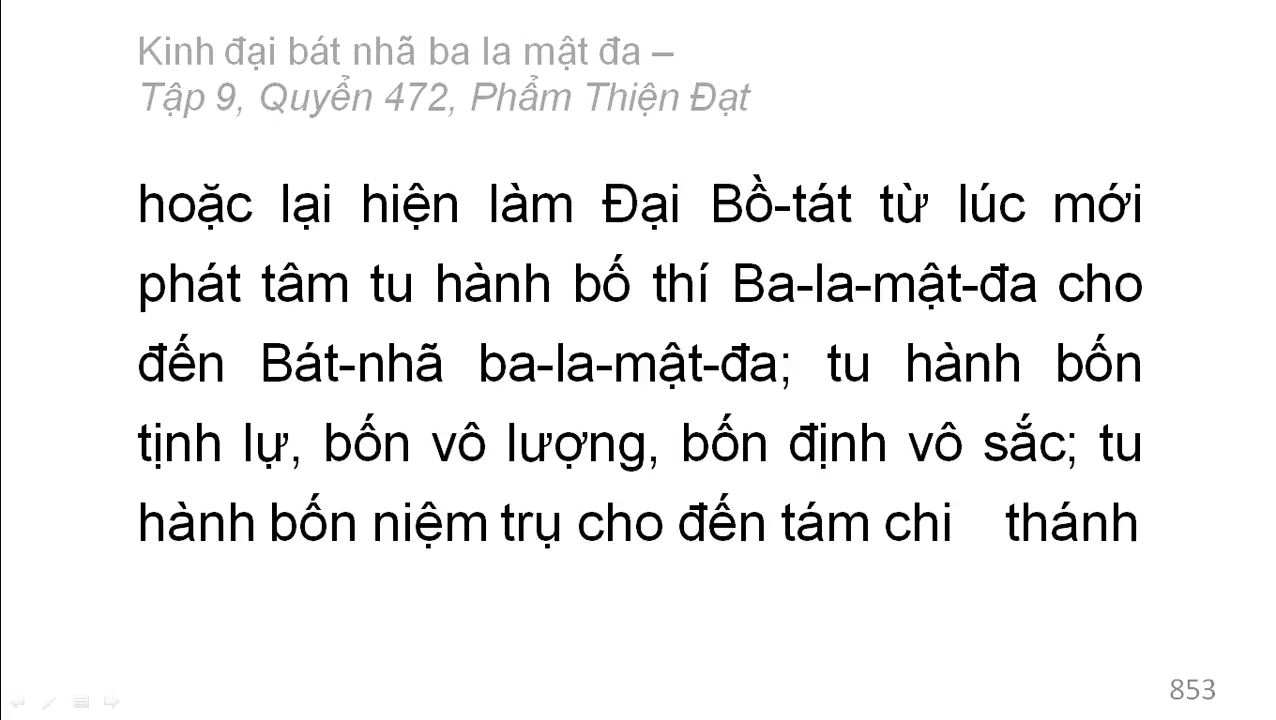 Kinh đại bát nhã ba la mật đa –
Tập 9, Quyển 472, Phẩm Thiện Đạt
hoặc lại hiện làm Đại Bồ-tát từ lúc mới
phát tâm tu hành bố thí Ba-la-mật-đa cho
đến Bát-nhã ba-la-mật-đa; tu hành bốn
tịnh lự, bốn vô lượng, bốn định vô sắc; tu
hành bốn niệm trụ cho đến tám chi thánh
853